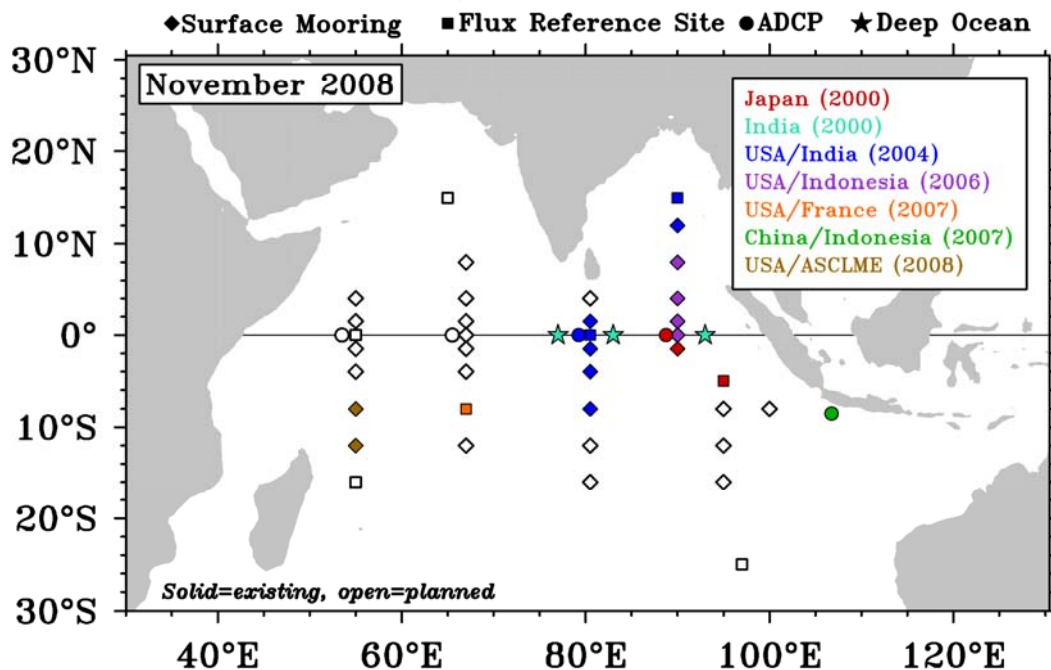 Surface Mooring Flux Reference Site ADCP Deep Ocean
30°N
November 2008
Japan (2000)
India (2000)
20°N
USA/India (2004)
USA/Indonesia (2006)
USA/France (2007)
10°N
China/Indonesia (2007)
USA/ASCLME (2008)
0°
10°S
20°S
Solid=existing, open=planned
30°S
40°E 60°E 80°E 100°E 120°E